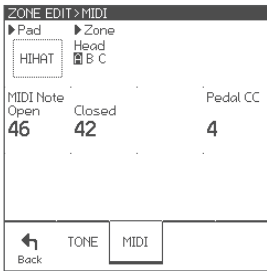 ZONE EDIT>MIDI
Pad Zone
HIHAT Head
A B C
MIDI Note Pedal CC
Open Closed
46 42 4
Back TONE MIDI